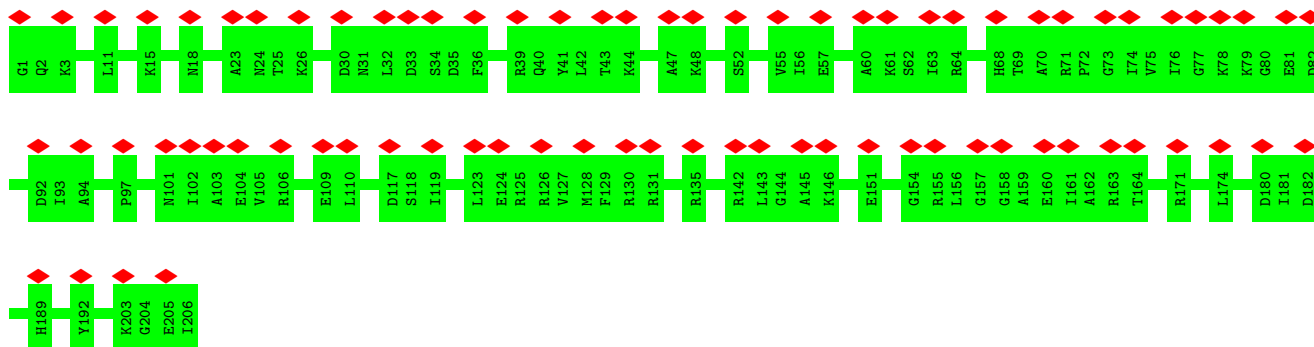 G1 Q2 K3 L11 K15 N18 A23 N24 T25 K26 D30 N31 L32 D33 S34 D35 F36 R39 Q40 Y41 L42 T43 K44 A47 K48 S52 V55 I56 E57 A60 K61 S62 I63 R64 H68 T69 A70 R71 P72 G73 I74 V75 I76 G77 K78 K79 G80 E81 D82
D92 I93 A94 P97 N101 I102 A103 E104 V105 R106 E109 L110 D117 S118 I119 L123 E124 R125 R126 V127 M128 F129 R130 R131 R135 R142 L143 G144 A145 K146 E151 G154 R155 L156 G157 G158 A159 E160 I161 A162 R163 T164 R171 L174 D180 I181 D182
H189 Y192 K203 G204 E205 I206